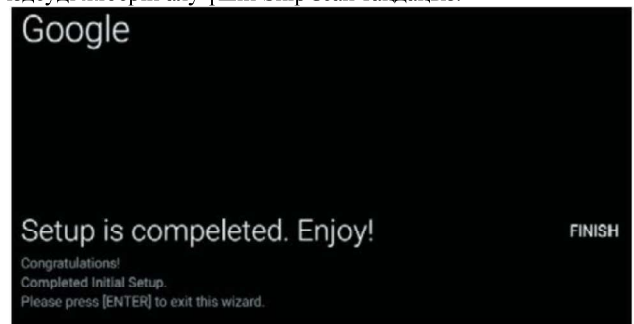 Google
Setup is compeleted. Enjoy!
FINISH
Congratulations!
Completed Initial Setup.
Please press [ENTER] to exit this wizard.